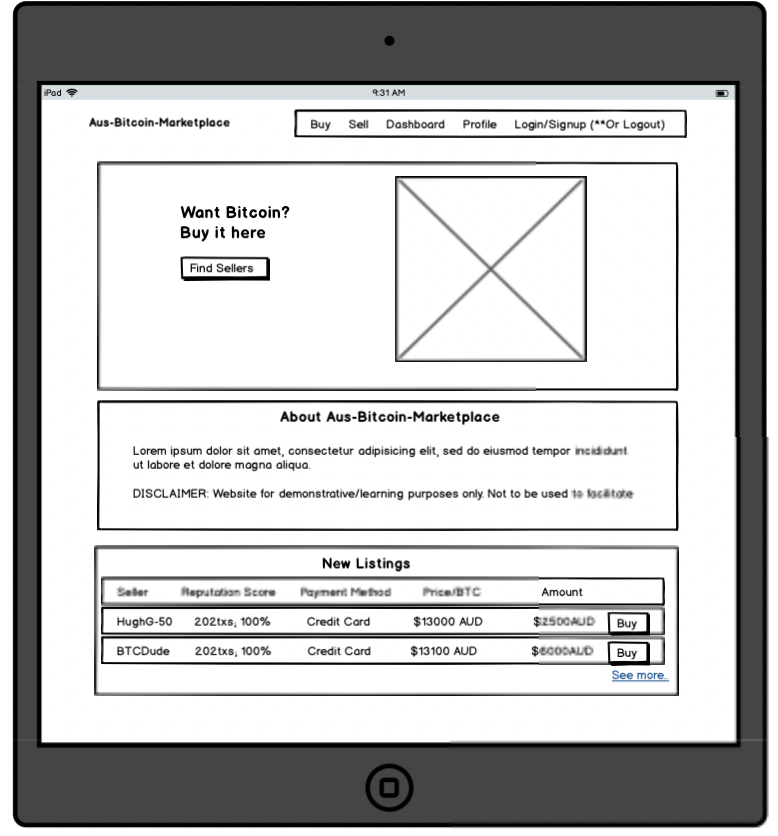 iPad
9:31 AM
Aus-Bitcoin-Marketplace
Buy Sell Dashboard Profile Login/Signup (**Or Logout)
Want Bitcoin?
Buy it here
Find Sellers
About Aus-Bitcoin-Marketplace
Lorem ipsum dolor sit amet, consectetur adipisicing elit, sed do eiusmod tempor incididunt
ut labore et dolore magna aliqua.
DISCLAIMER: Website for demonstrative/learning purposes only. Not to be used to facilitate
New Listings
Seller Reputation Score Payment Method Price/BTC Amount
HughG-50 202txs; 100% Credit Card $13000 AUD $2500AUD Buy
BTCDude 202txs; 100% Credit Card $13100 AUD $6000AUD Buy
See more..